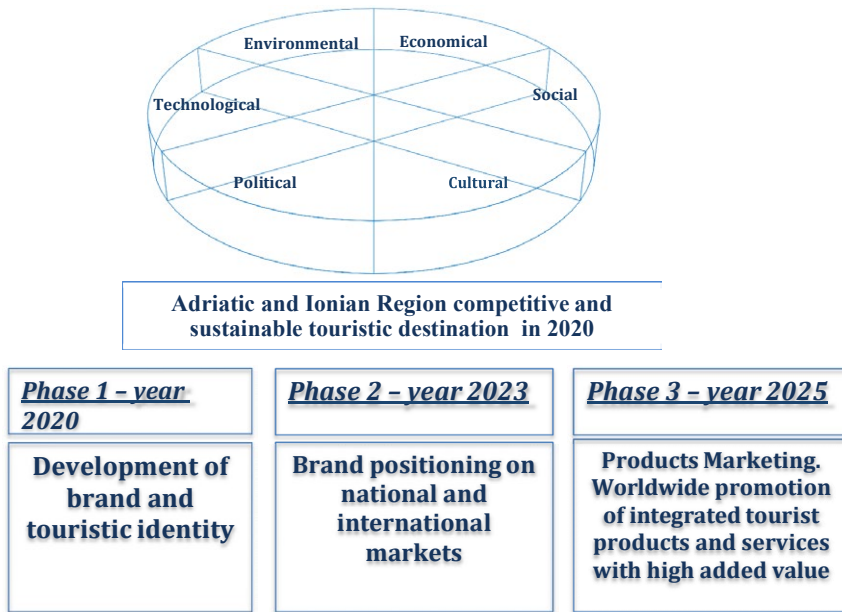 Environmental
Economical
Technological
Social
Political
Cultural
Adriatic and Ionian Region competitive and
sustainable touristic destination in 2020
Phase 1 – year
2020
Phase 2 – year 2023
Phase 3 – year 2025
Development of
brand and
touristic identity
Brand positioning on
national and
international
markets
Products Marketing.
Worldwide promotion
of integrated tourist
products and services
with high added value